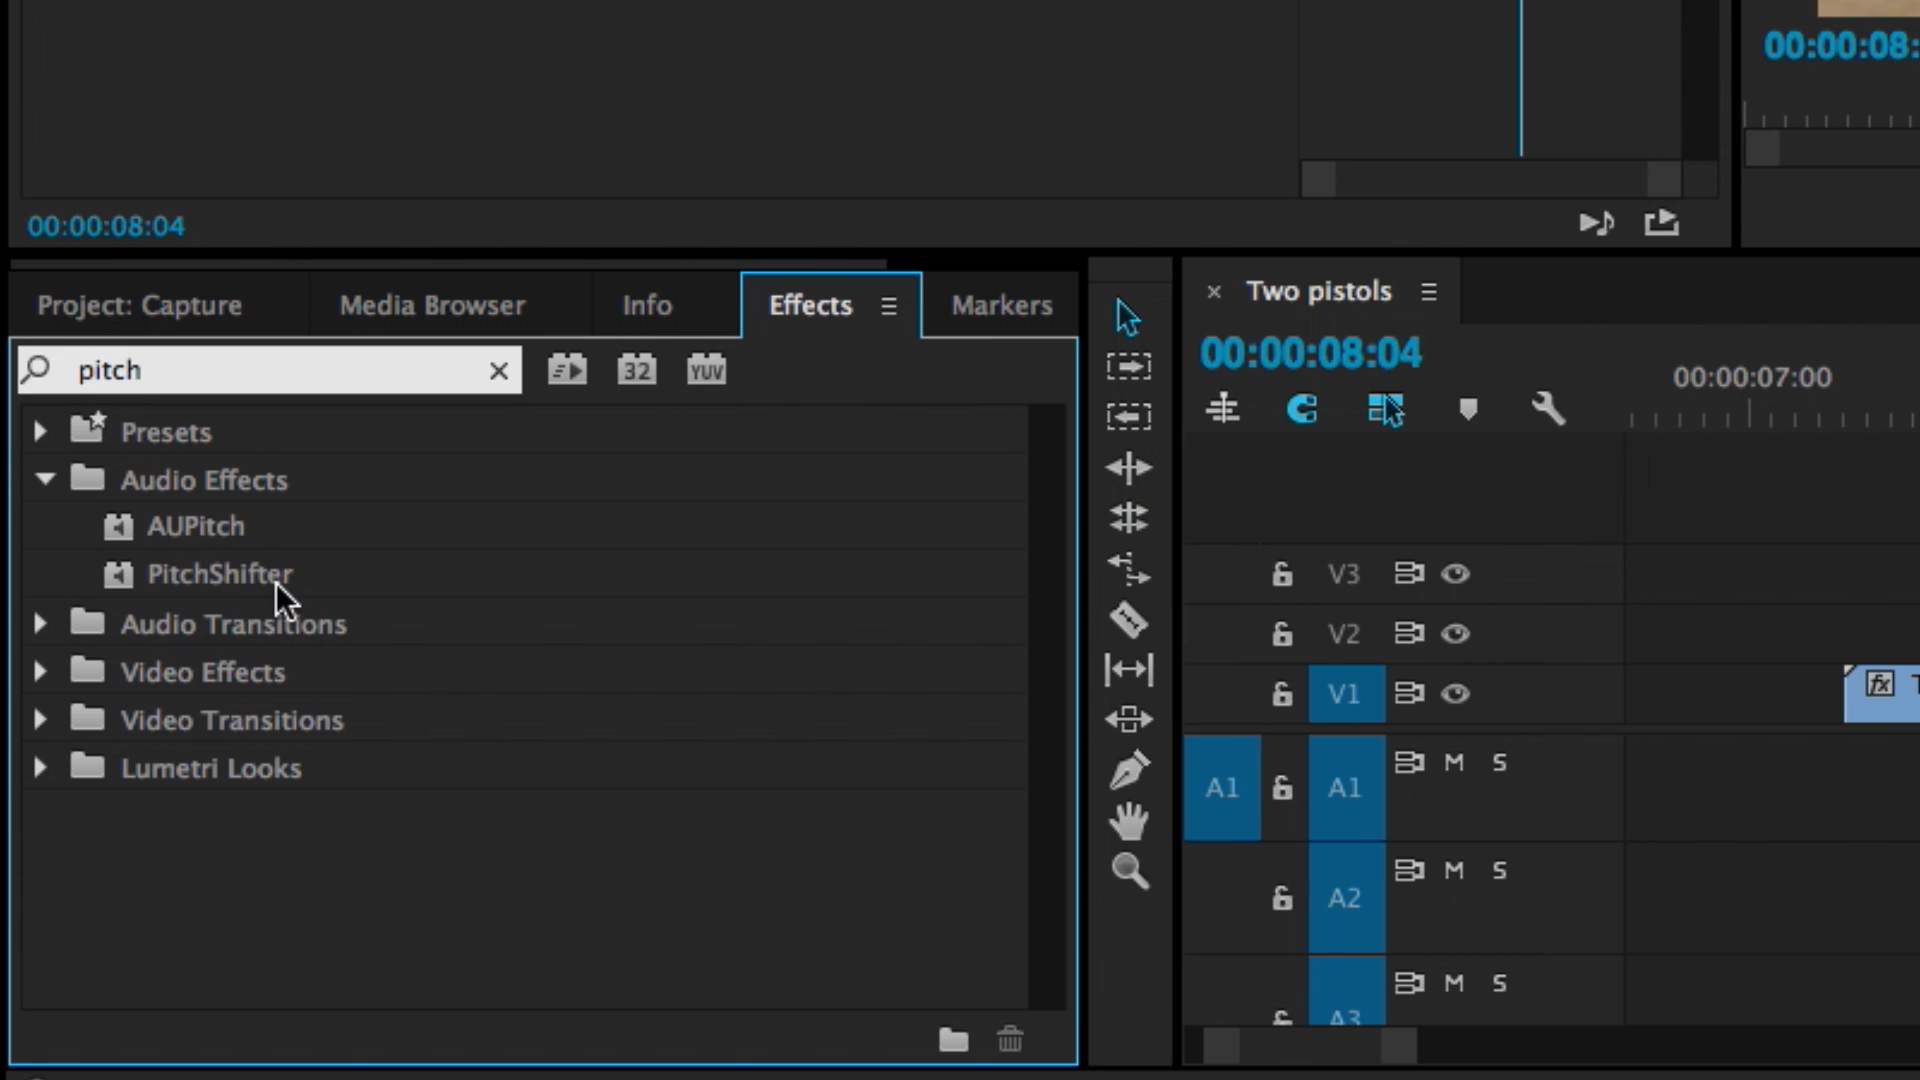 00:00:08:
00:00:08:04
Project: Capture
Media Browser
Info
Effects
Markers
pitch
32
YUV
Presets
Audio Effects
AUPitch
PitchShifter
Audio Transitions
Video Effects
Video Transitions
Lumetri Looks
Two pistols
00:00:08:04
00:00:07:00
V3
V2
V1
fx T
A1 A1 M S
A2 M S
A3 M S